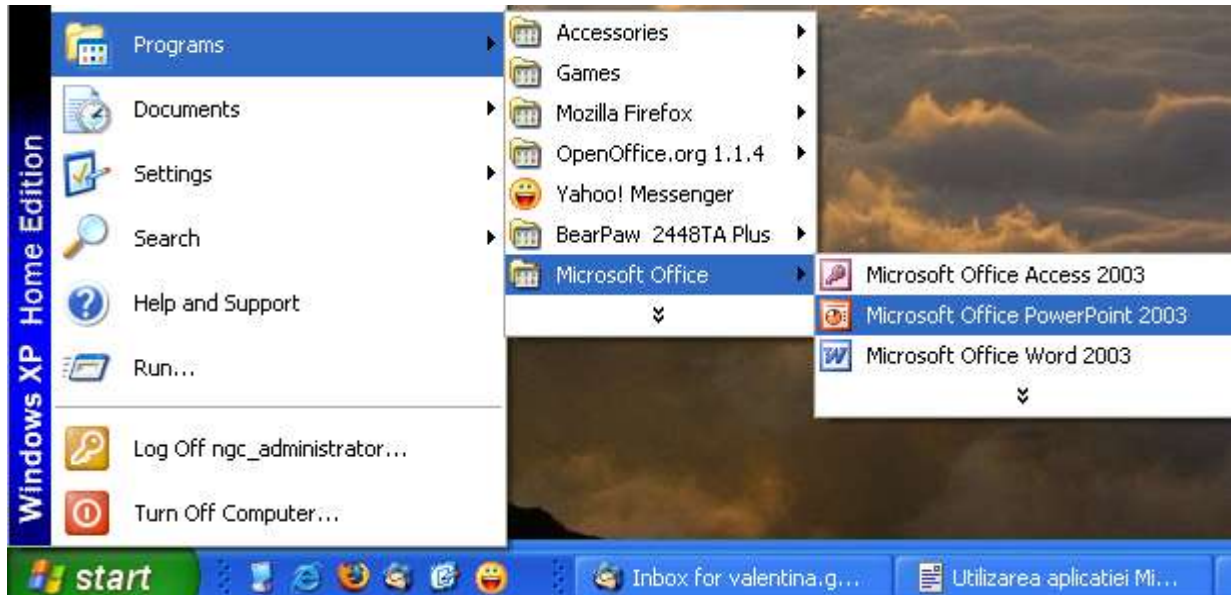 Windows XP Home Edition
Programs
Documents
Settings
Search
Help and Support
Run...
Log Off ngc_administrator...
Turn Off Computer...
Accessories
Games
Mozilla Firefox
OpenOffice.org 1.1.4
Yahoo! Messenger
BearPaw 2448TA Plus
Microsoft Office
Microsoft Office Access 2003
Microsoft Office PowerPoint 2003
Microsoft Office Word 2003
start
Inbox for valentina.g...
Utilizarea aplicatiei Mi...